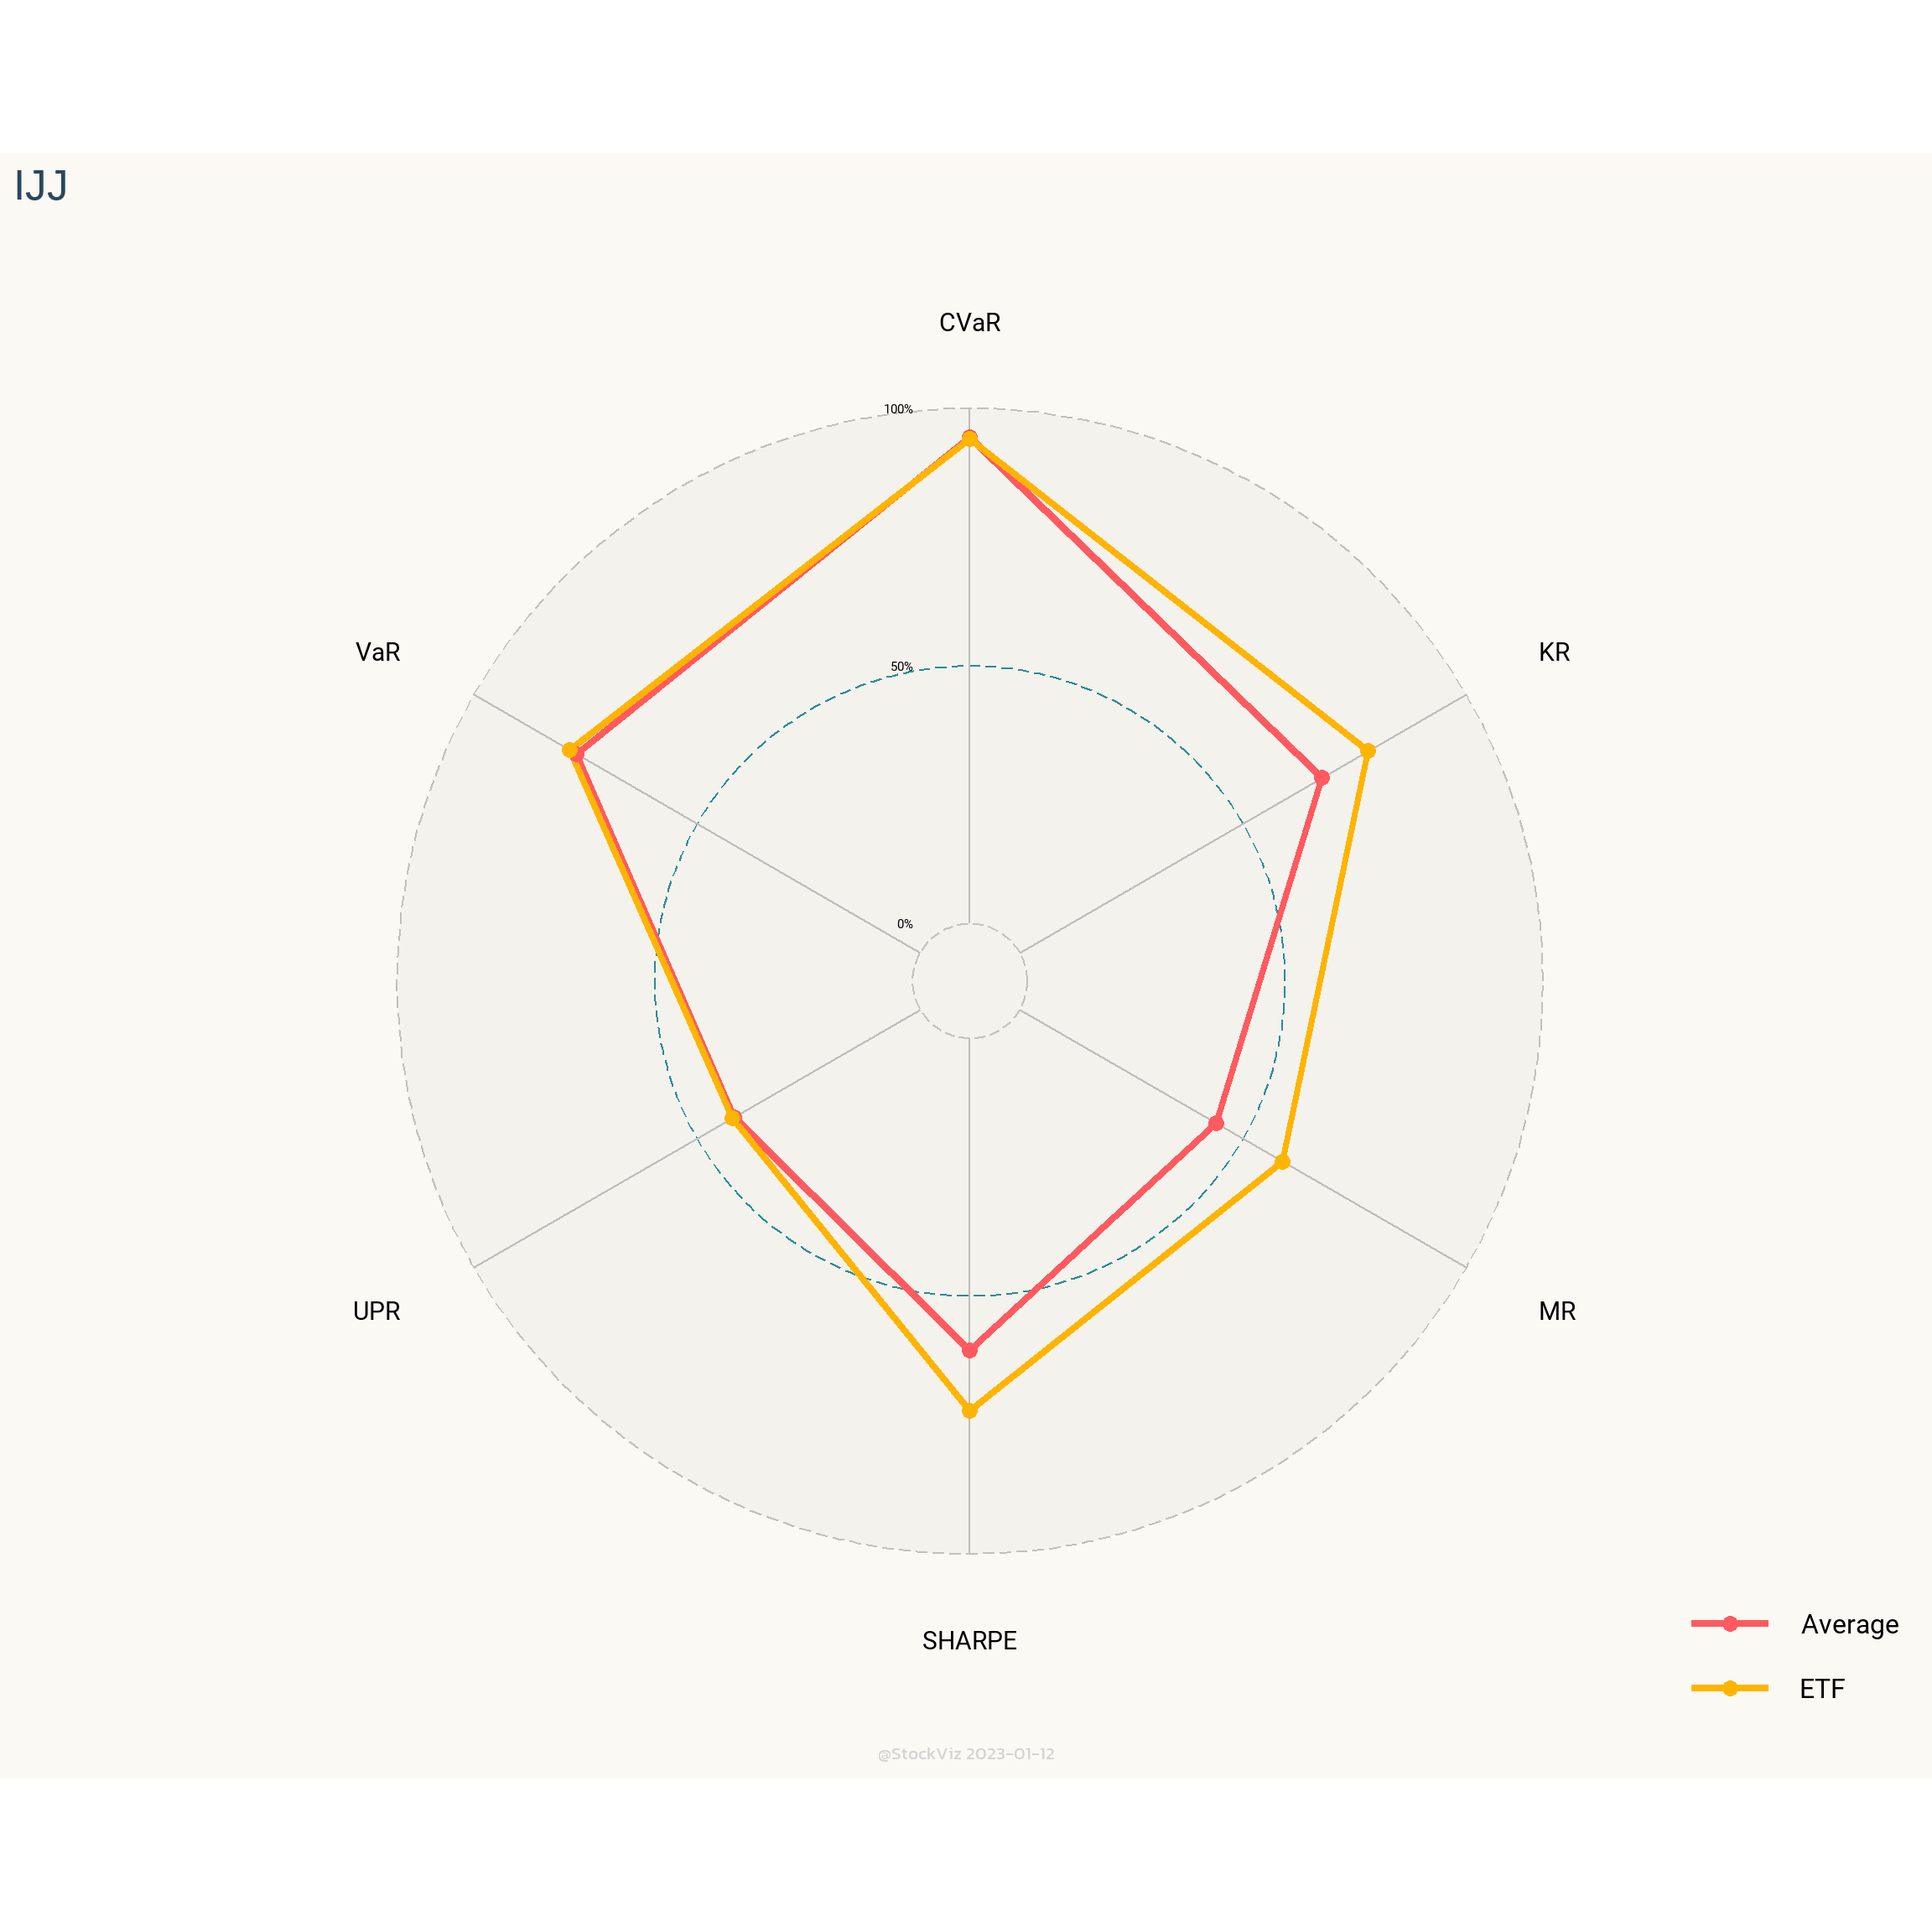 IJJ
CVaR
100%
VaR
KR
50%
0%
UPR
MR
SHARPE
Average
ETF
@StockViz 2023-01-12